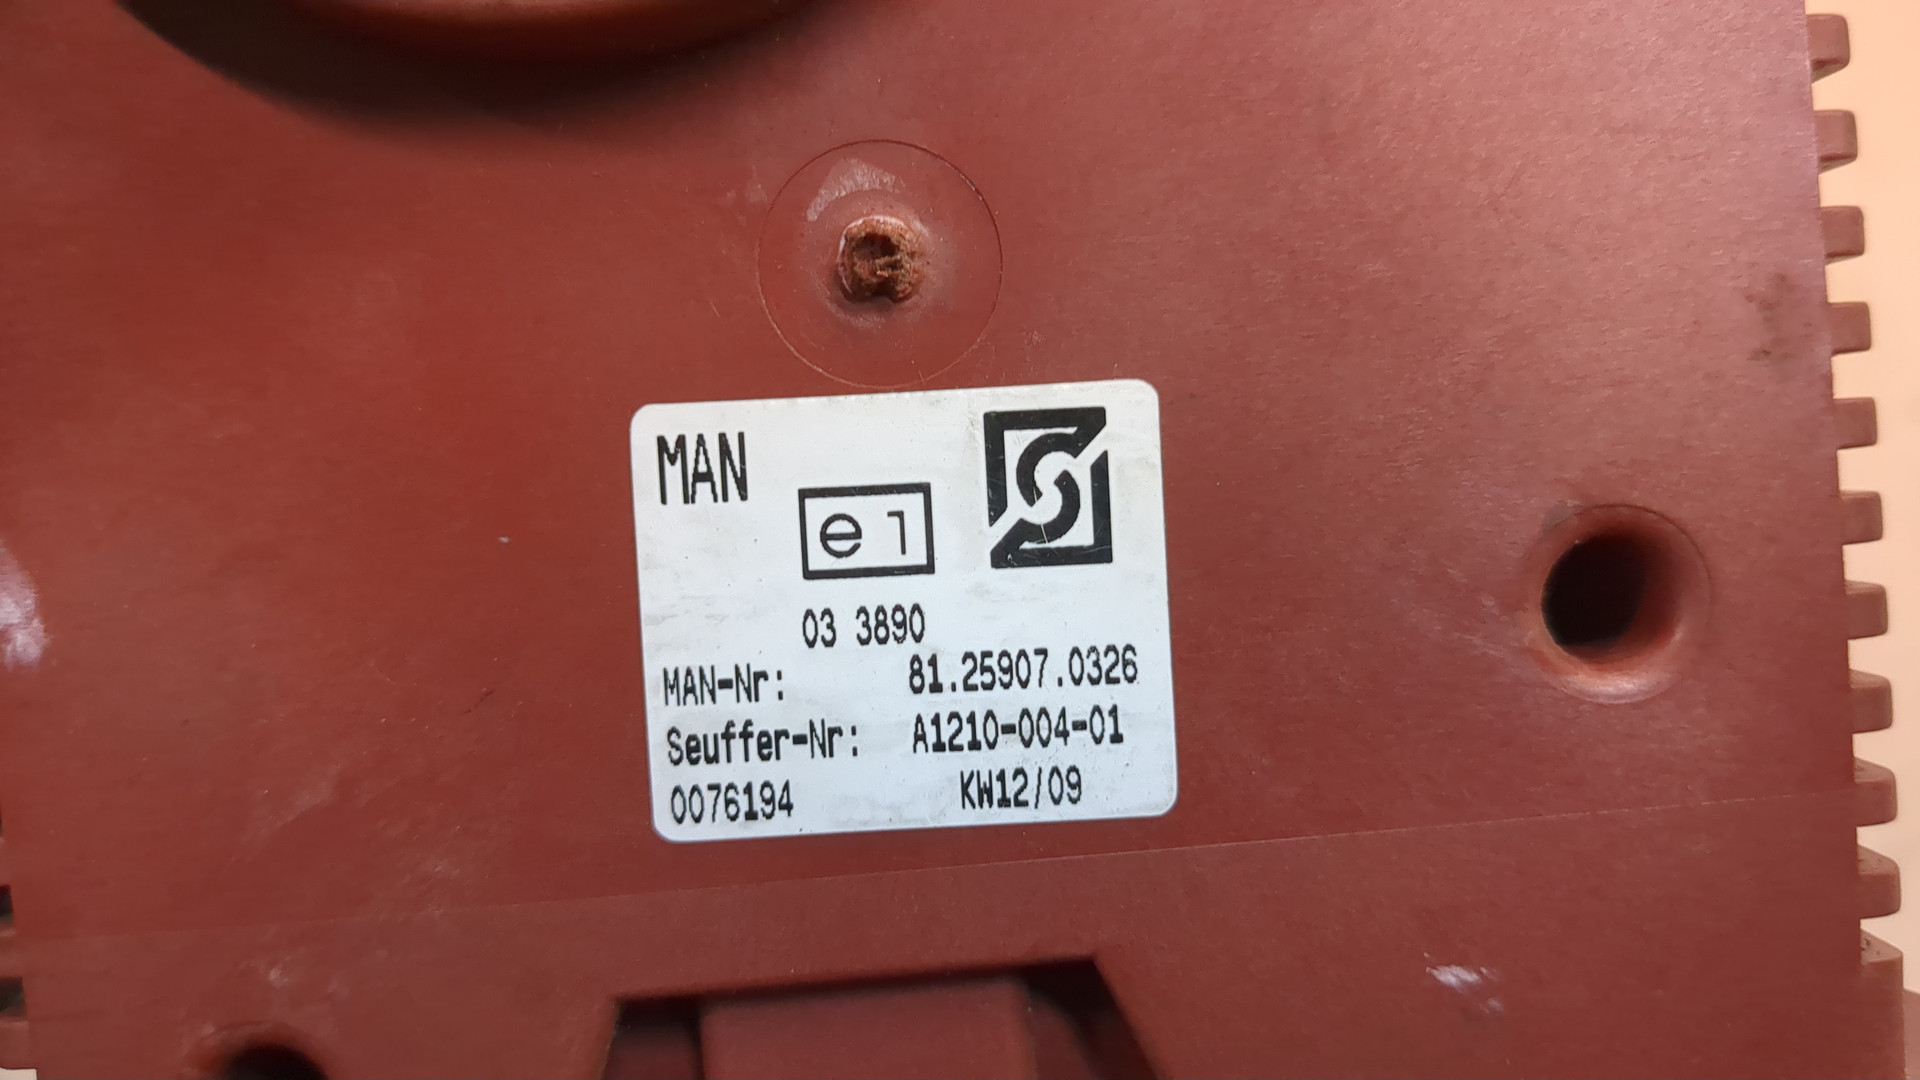 MAN
e1
03 3890
MAN-Nr: 81.25907.0326
Seuffer-Nr: A1210-004-01
0076194 KW12/09